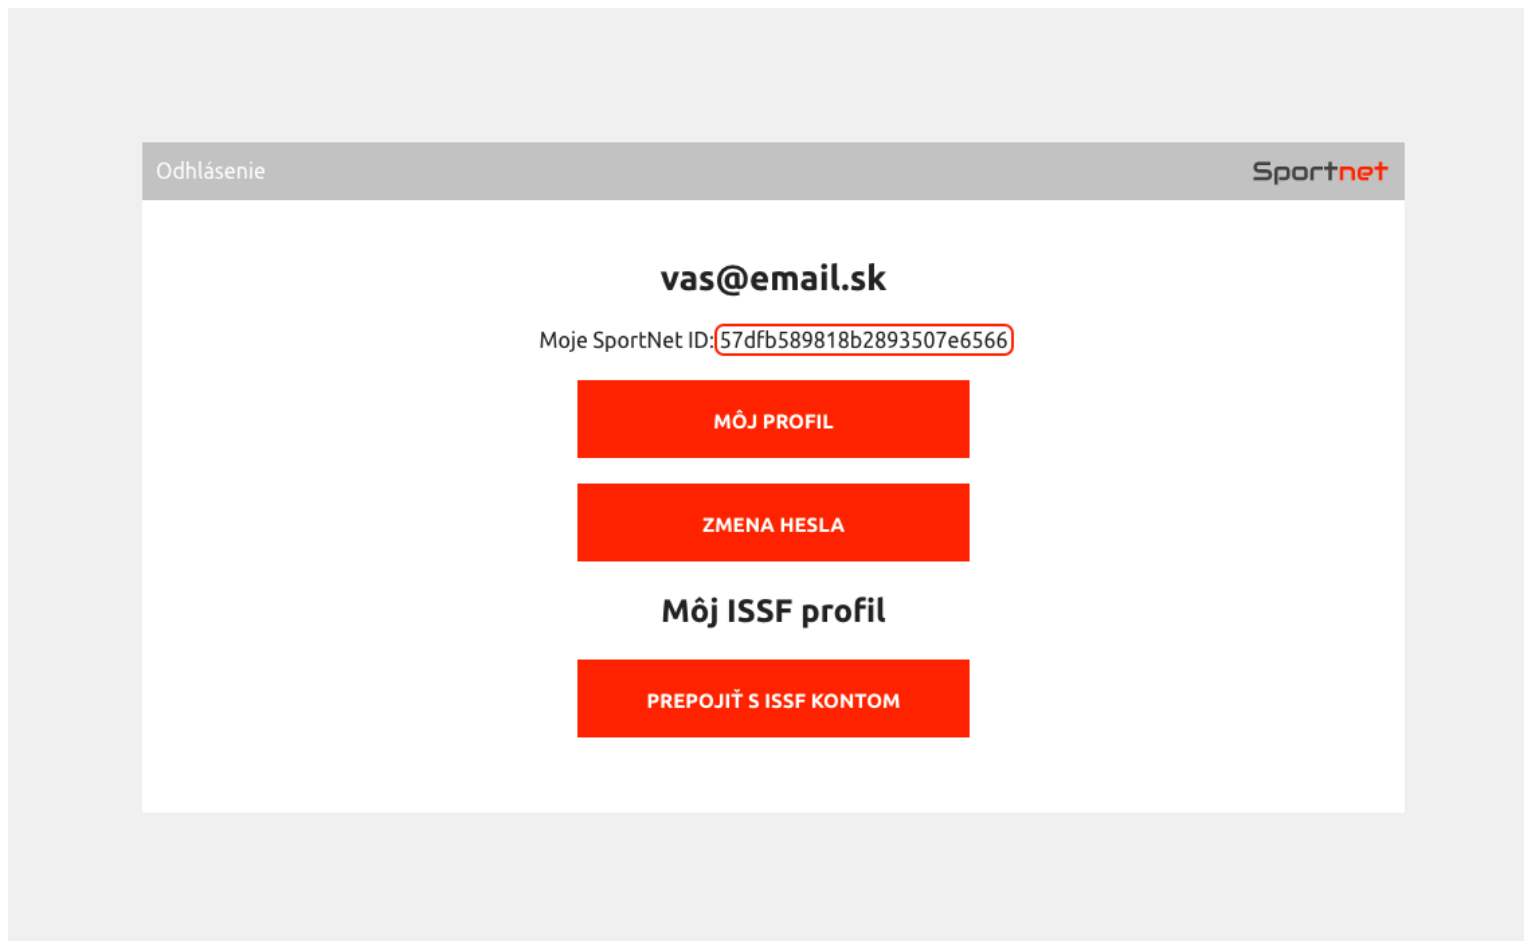 Odhlásenie
Sportnet
vas@email.sk
Moje SportNet ID: 57dfb589818b2893507e6566
MÔJ PROFIL
ZMENA HESLA
Môj ISSF profil
PREPOJIŤ S ISSF KONTOM